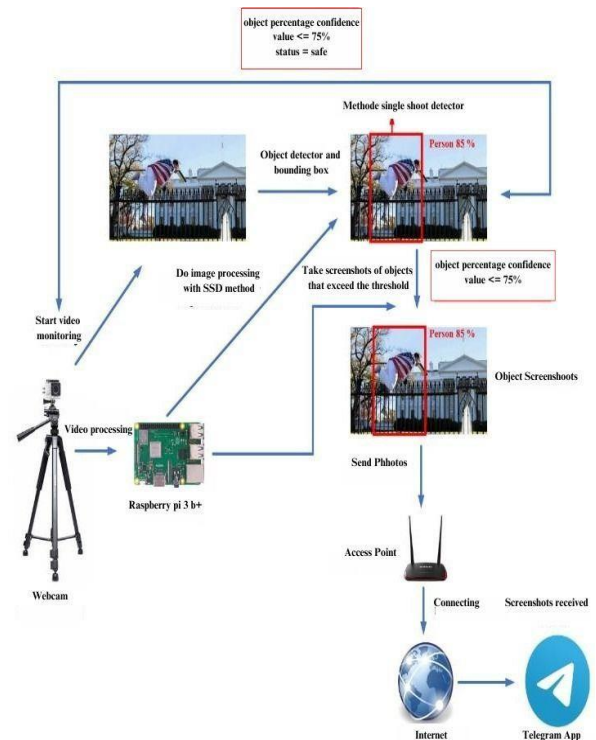 object percentage confidence
value <= 75%
status = safe
Methode single shoot detector
Person 85 %
Object detector and
bounding box
Do image processing
with SSD method
Take screenshots of objects
that exceed the threshold
object percentage confidence
value <= 75%
Start video
monitoring
Person 85 %
Object Screenshoots
Video processing
Raspberry pi 3 b+
Send Phhotos
Webcam
Access Point
Connecting
Screenshots received
Internet
Telegram App